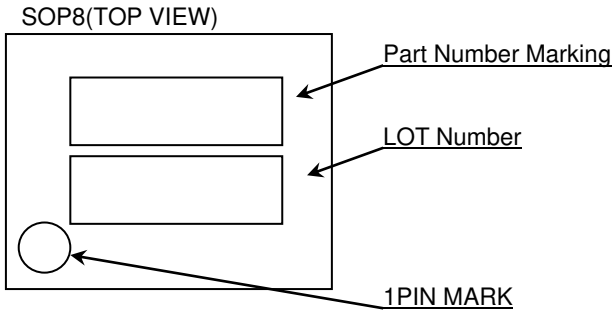 SOP8(TOP VIEW)
Part Number Marking
LOT Number
1PIN MARK